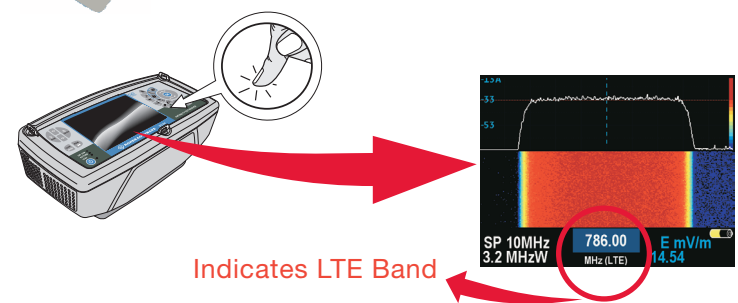 -33
-53
SP 10MHz
3.2 MHzW
786.00
MHz (LTE)
E mV/m
14.54
Indicates LTE Band